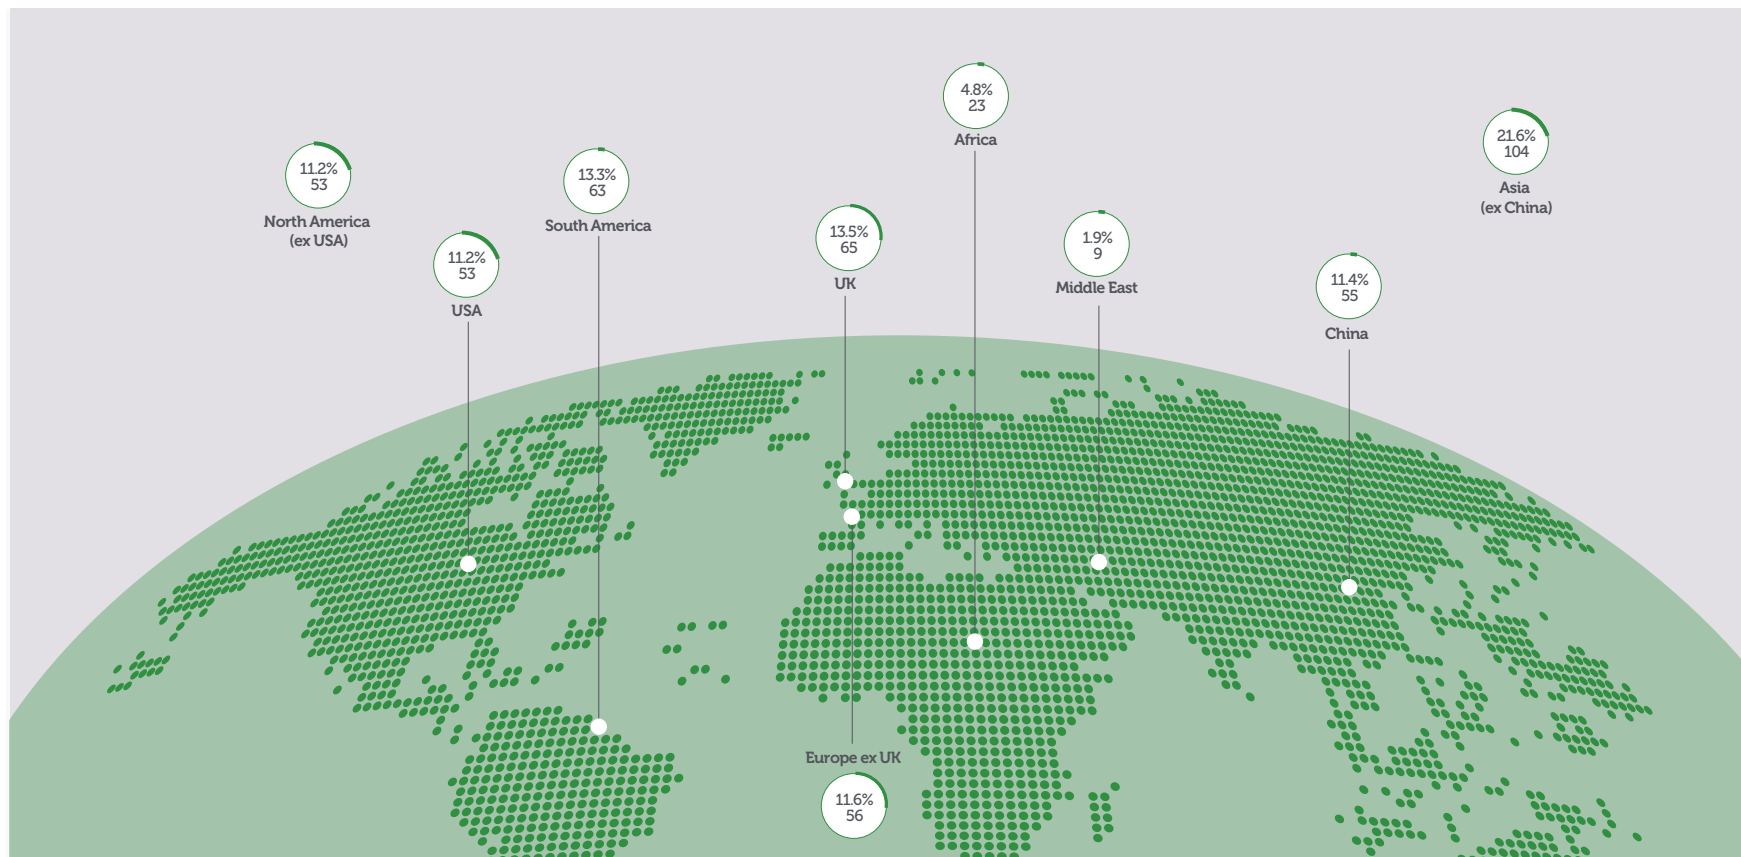 4.8%
23
Africa
21.6%
104
Asia
(ex China)
11.2%
53
North America
(ex USA)
13.3%
63
South America
13.5%
65
UK
1.9%
9
Middle East
11.2%
53
USA
11.4%
55
China
Europe ex UK
11.6%
56